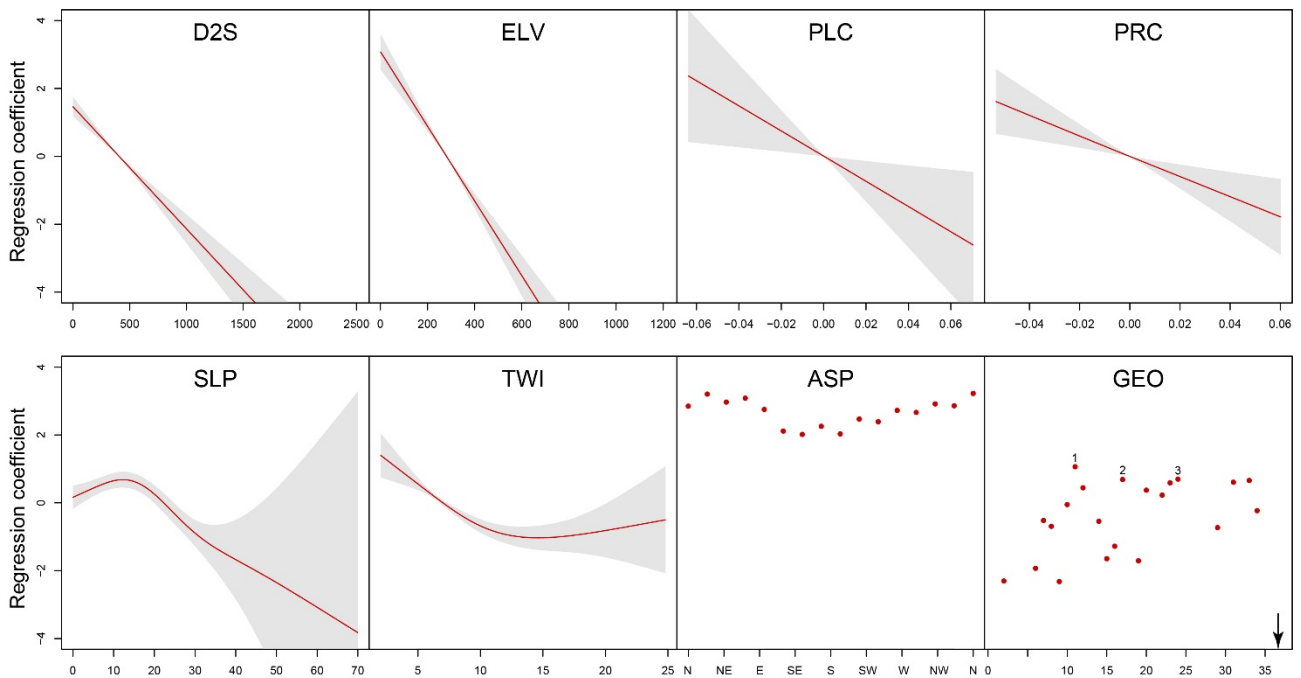 D2S ELV PLC PRC
Regression coefficient
4
2
0
−2
−4
0 500 1000 1500 2000 2500
0 200 400 600 800 1000 1200
−0.06 −0.04 −0.02 0.00 0.02 0.04 0.06
−0.04 −0.02 0.00 0.02 0.04 0.06
SLP TWI ASP GEO
Regression coefficient
4
2
0
−2
−4
1 2 3
0 10 20 30 40 50 60 70
5 10 15 20 25
N NE E SE S SW W NW N
0 10 15 20 25 35